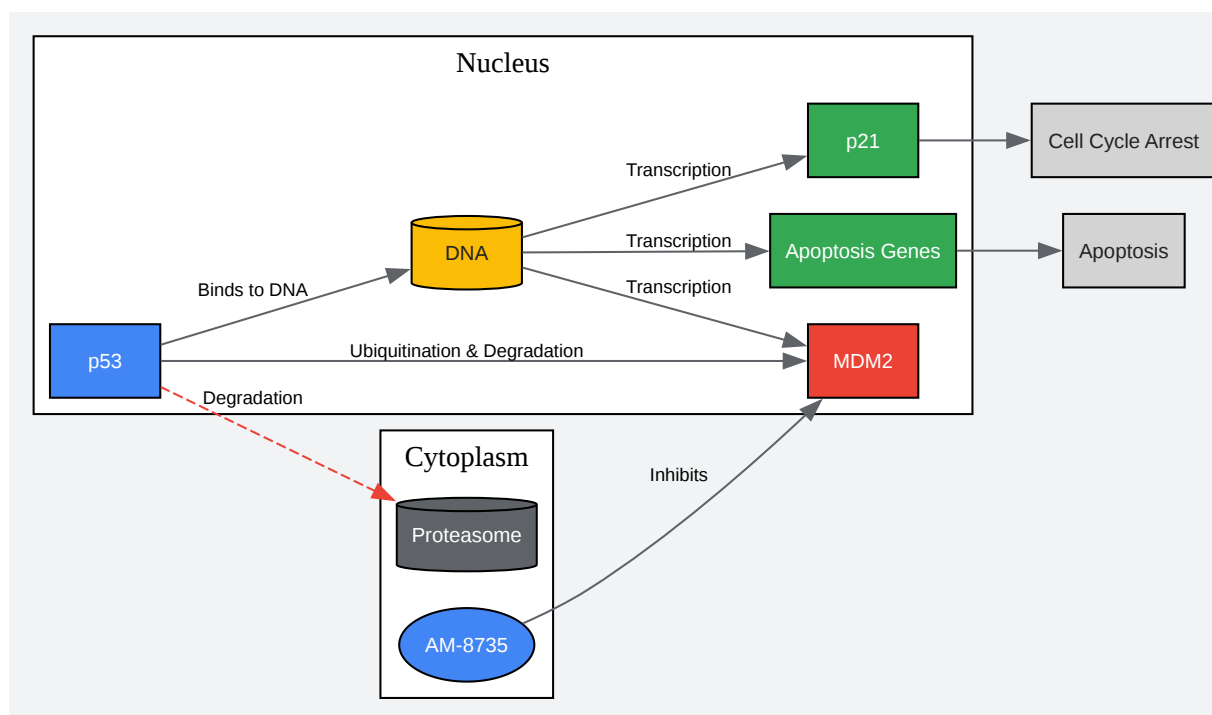 Nucleus
p21
Cell Cycle Arrest
Transcription
DNA
Transcription
Apoptosis Genes
Apoptosis
Binds to DNA
Transcription
p53
Ubiquitination & Degradation
MDM2
Degradation
Cytoplasm
Inhibits
Proteasome
AM-8735